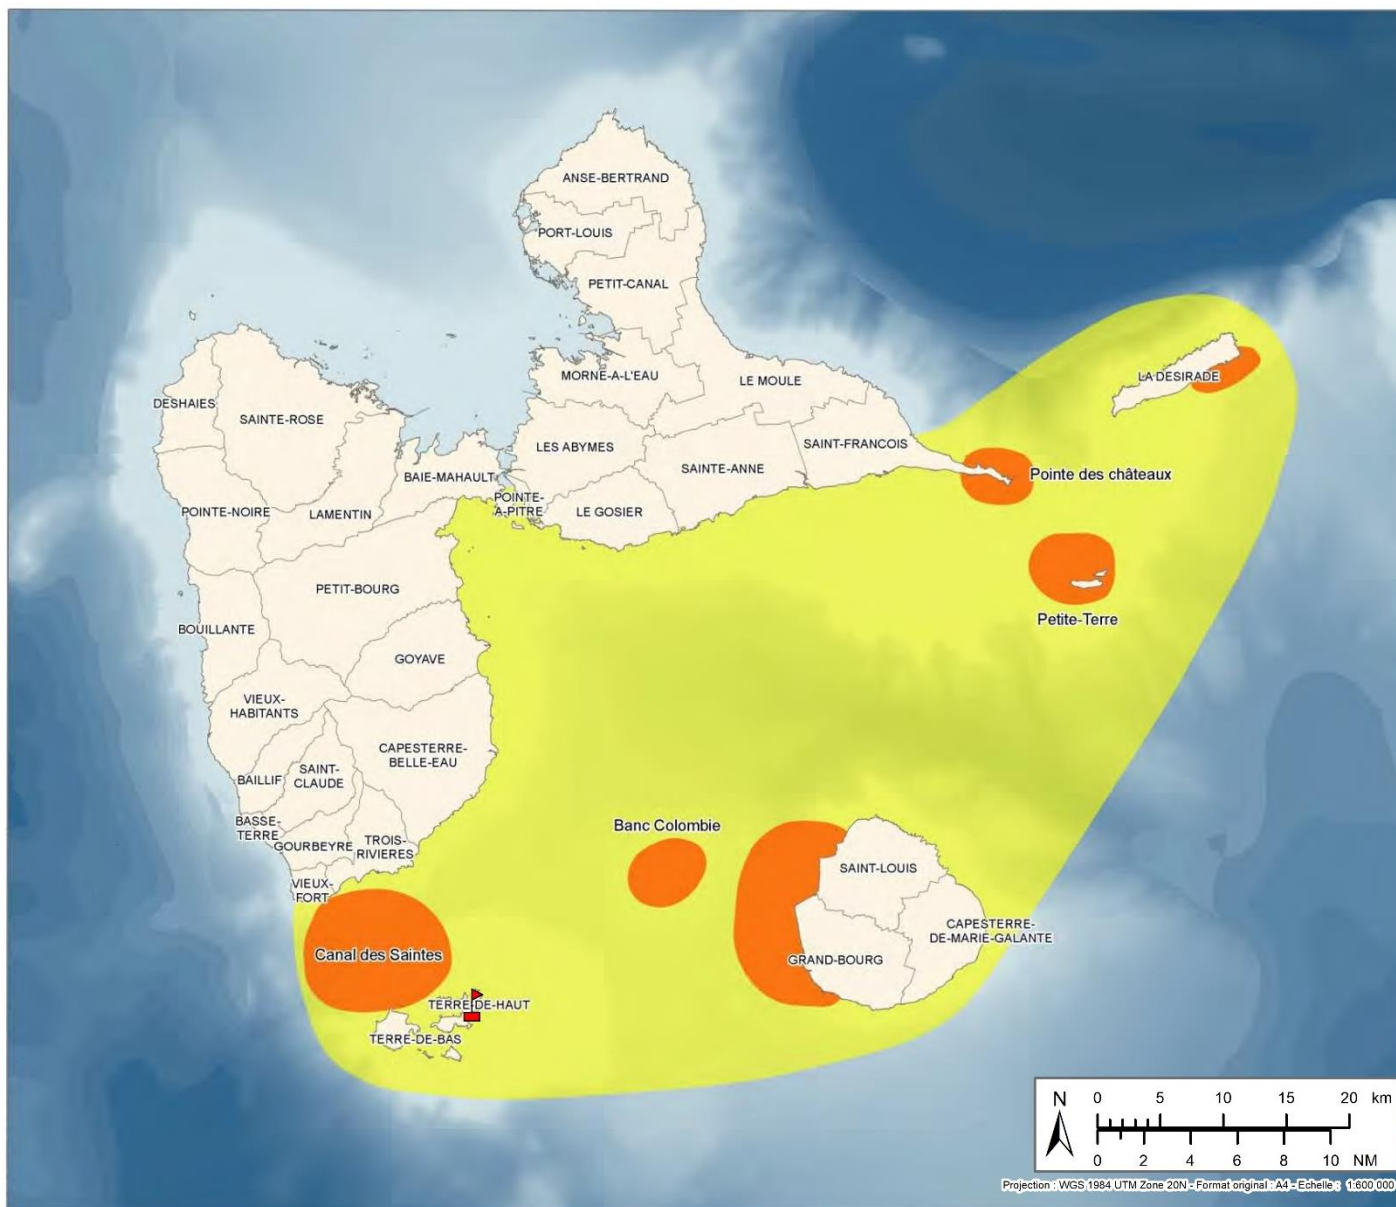 ANSE-BERTRAND
PORT-LOUIS
PETIT-CANAL
MORNE-A-L'EAU
LE MOULE
LA DESIRADE
DESHAIES
SAINTE-ROSE
LES ABYMES
SAINT-FRANCOIS
SAINTE-ANNE
BAIE-MAHAULT
Pointe des châteaux
POINTE-
A-PITRE
LE GOSIER
POINTE-NOIRE
LAMENTIN
PETIT-BOURG
Petite-Terre
BOUILLANTE
GOYAVE
VIEUX-
HABITANTS
CAPESTERRE-
BELLE-EAU
SAINT-
CLAUDE
BAILLIF
BASSE-
TERRE
GOURBEYRE
TROIS-
RIVIERES
Banc Colombie
SAINT-LOUIS
VIEUX-
FORT
CAPESTERRE-
DE-MARIE-GALANTE
Canal des Saintes
GRAND-BOURG
TERRE-DE-HAUT
TERRE-DE-BAS
N
0 5 10 15 20 km
0 2 4 6 8 10 NM
Projection : WGS 1984 UTM Zone 20N - Format original : A4 - Echelle : 1:600 000